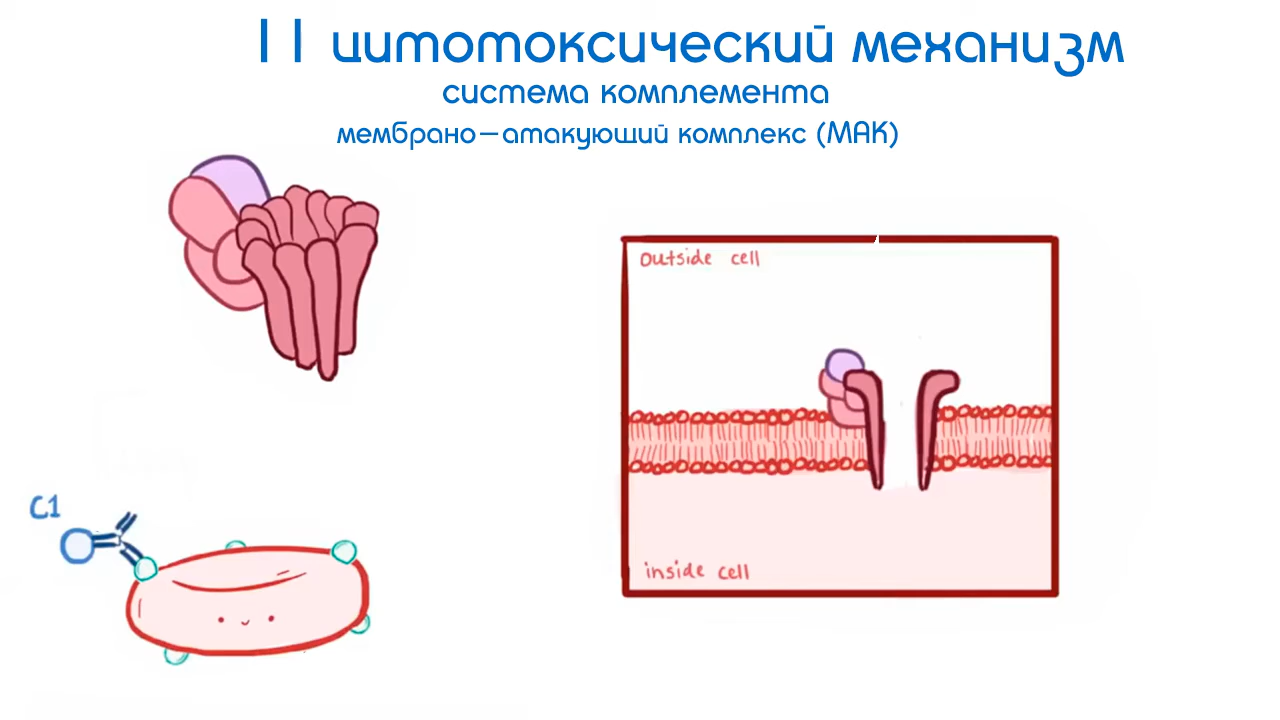 II цитотоксический механизм
система комплемента
мембрано-атакующий комплекс (МАК)
outside cell
C1
inside cell